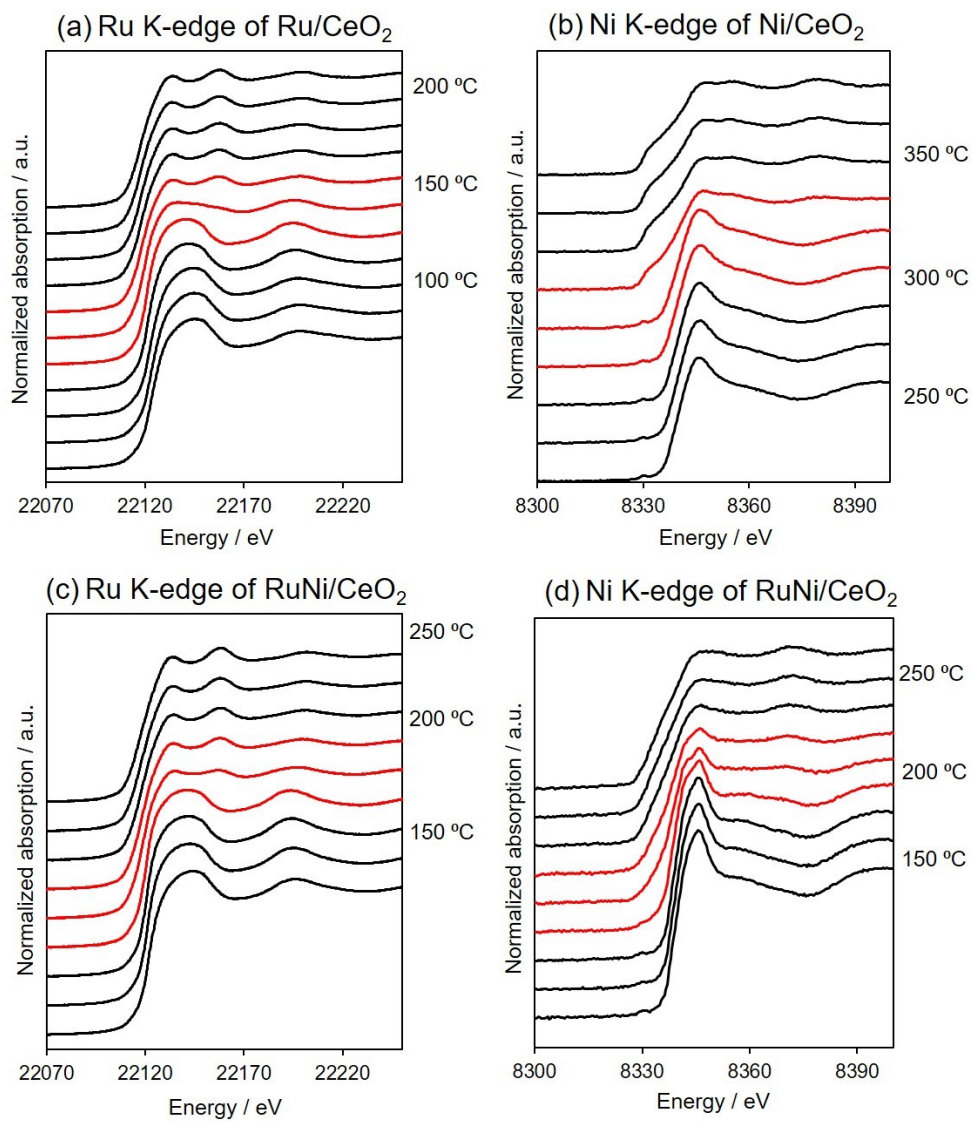 (a) Ru K-edge of Ru/CeO₂
Normalized absorption / a.u.
200 ºC
150 ºC
100 ºC
22070 22120 22170 22220
Energy / eV
(b) Ni K-edge of Ni/CeO₂
Normalized absorption / a.u.
350 ºC
300 ºC
250 ºC
8300 8330 8360 8390
Energy / eV
(c) Ru K-edge of RuNi/CeO₂
Normalized absorption / a.u.
250 ºC
200 ºC
150 ºC
22070 22120 22170 22220
Energy / eV
(d) Ni K-edge of RuNi/CeO₂
Normalized absorption / a.u.
250 ºC
200 ºC
150 ºC
8300 8330 8360 8390
Energy / eV